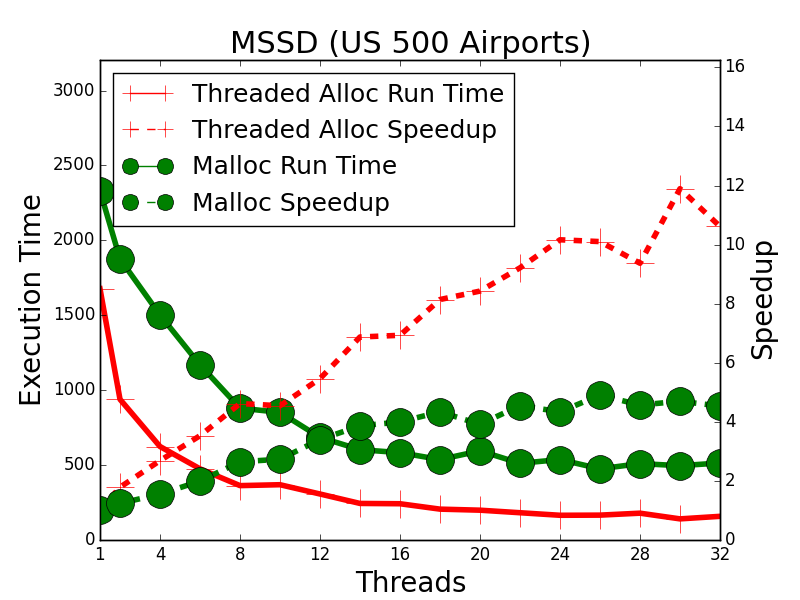 MSSD (US 500 Airports)
Threaded Alloc Run Time
Threaded Alloc Speedup
Malloc Run Time
Malloc Speedup
Execution Time
3000
2500
2000
1500
1000
500
0
Speedup
16
14
12
10
8
6
4
2
0
1 4 8 12 16 20 24 28 32
Threads